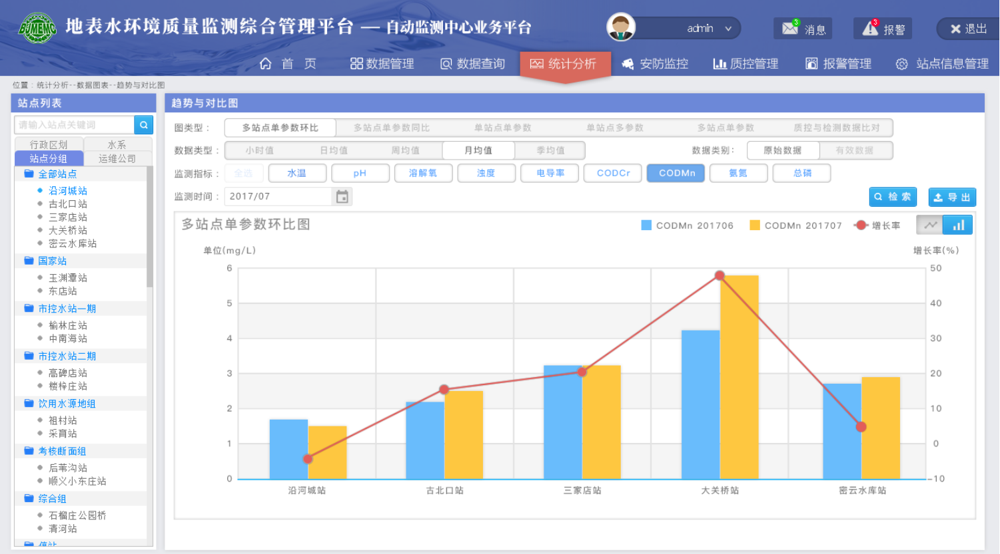 BJMEMC
地表水环境质量监测综合管理平台 — 自动监测中心业务平台
admin
3 消息
3 报警
退出
首 页
数据管理
数据查询
统计分析
安防监控
质控管理
报警管理
站点信息管理
位置：统计分析--数据图表--趋势与对比图
站点列表
请输入站点关键词
行政区划
水系
站点分组
运维公司
全部站点
沿河城站
古北口站
三家店站
大关桥站
密云水库站
国家站
玉渊潭站
东店站
市控水站一期
榆林庄站
中南海站
市控水站二期
高碑店站
楼梓庄站
饮用水源地组
祖村站
采育站
考核断面组
后苇沟站
顺义小东庄站
综合组
石榴庄公园桥
清河站
趋势与对比图
图类型：
多站点单参数环比
多站点单参数同比
单站点单参数
单站点多参数
多站点单参数
质控与检测数据比对
数据类型：
小时值
日均值
周均值
月均值
季均值
数据类别：
原始数据
有效数据
监测指标：
全选
水温
pH
溶解氧
浊度
电导率
CODCr
CODMn
氨氮
总磷
监测时间：
2017/07
检 索
导 出
多站点单参数环比图
CODMn 201706
CODMn 201707
增长率
单位(mg/L)
增长率(%)
6
5
4
3
2
1
0
50
40
30
20
10
0
-10
沿河城站
古北口站
三家店站
大关桥站
密云水库站